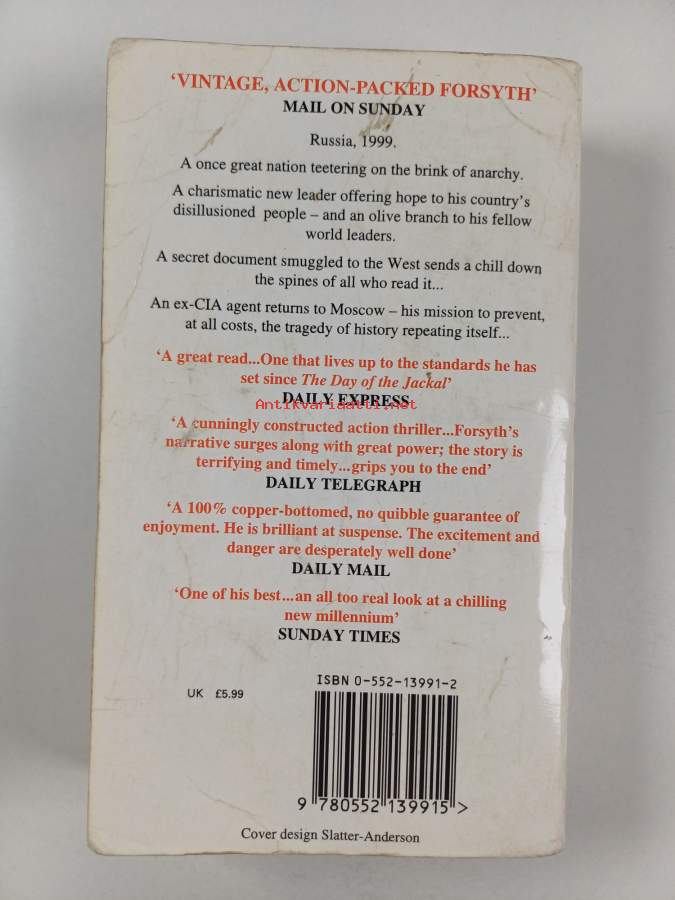 ‘VINTAGE, ACTION-PACKED FORSYTH’
MAIL ON SUNDAY
Russia, 1999.
A once great nation teetering on the brink of anarchy.
A charismatic new leader offering hope to his country’s
disillusioned people – and an olive branch to his fellow
world leaders.
A secret document smuggled to the West sends a chill down
the spines of all who read it...
An ex-CIA agent returns to Moscow – his mission to prevent,
at all costs, the tragedy of history repeating itself...
‘A great read...One that lives up to the standards he has
set since The Day of the Jackal’
DAILY EXPRESS
Antikvariaatti.net
‘A cunningly constructed action thriller...Forsyth’s
narrative surges along with great power; the story is
terrifying and timely...grips you to the end’
DAILY TELEGRAPH
‘A 100% copper-bottomed, no quibble guarantee of
enjoyment. He is brilliant at suspense. The excitement and
danger are desperately well done’
DAILY MAIL
‘One of his best...an all too real look at a chilling
new millennium’
SUNDAY TIMES
ISBN 0-552-13991-2
UK £5.99
9 780552 139915 >
Cover design Slatter-Anderson